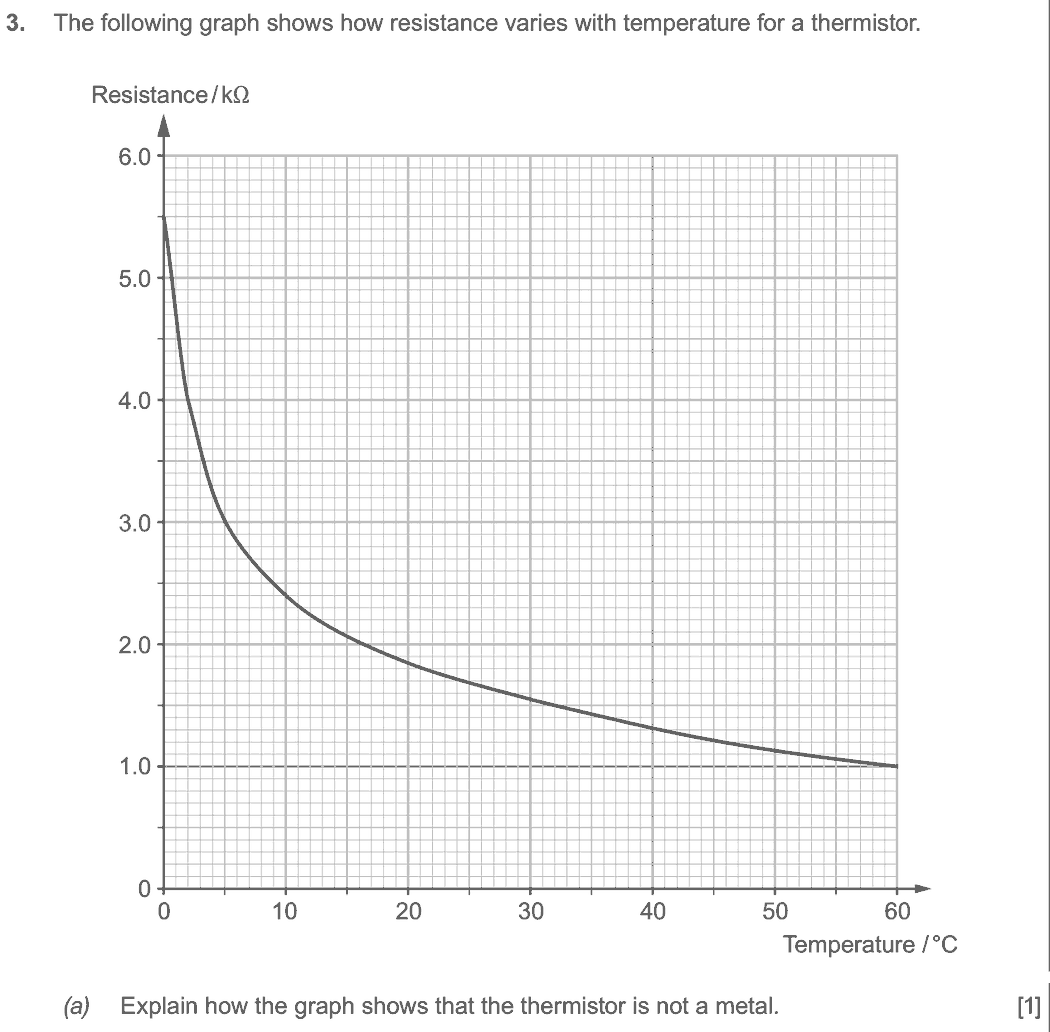 3. The following graph shows how resistance varies with temperature for a thermistor.
Resistance / kΩ
6.0
5.0
4.0
3.0
2.0
1.0
0
0 10 20 30 40 50 60
Temperature / °C
(a) Explain how the graph shows that the thermistor is not a metal. [1]